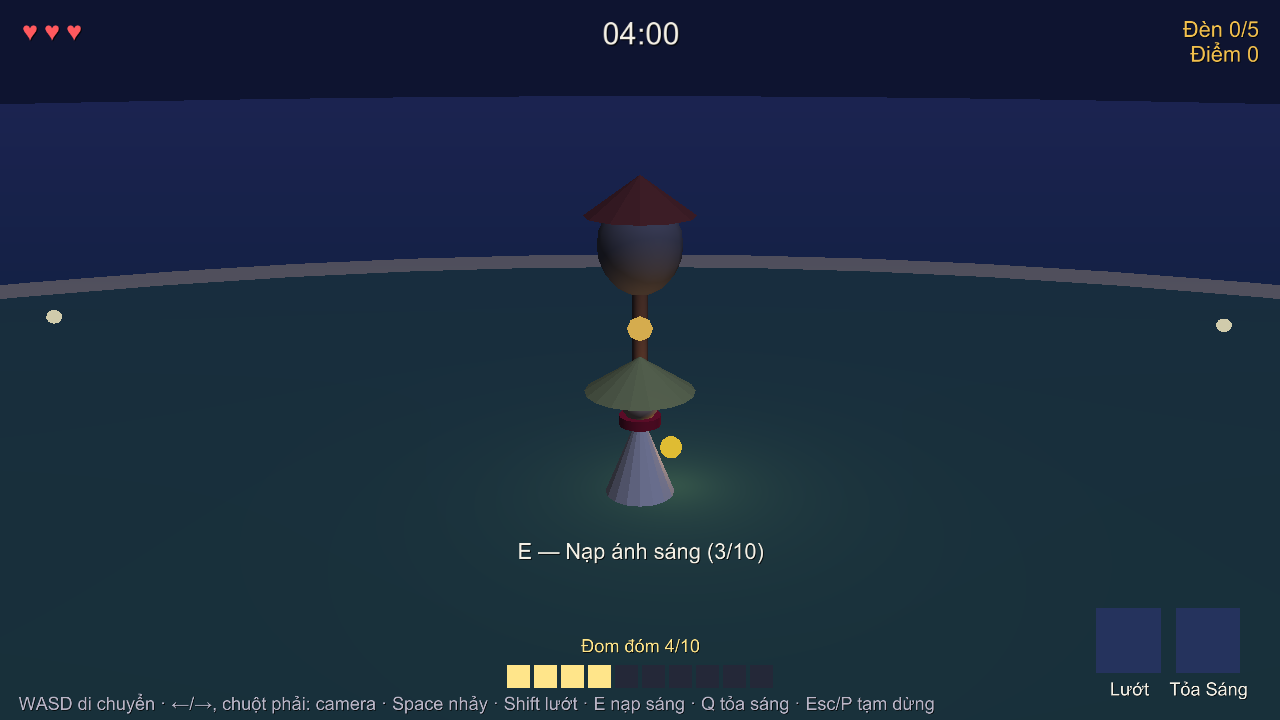 ♥ ♥ ♥
04:00
Đèn 0/5
Điểm 0
E — Nạp ánh sáng (3/10)
Đom đóm 4/10
Lướt
Tỏa Sáng
WASD di chuyển · ←/→, chuột phải: camera · Space nhảy · Shift lướt · E nạp sáng · Q tỏa sáng · Esc/P tạm dừng